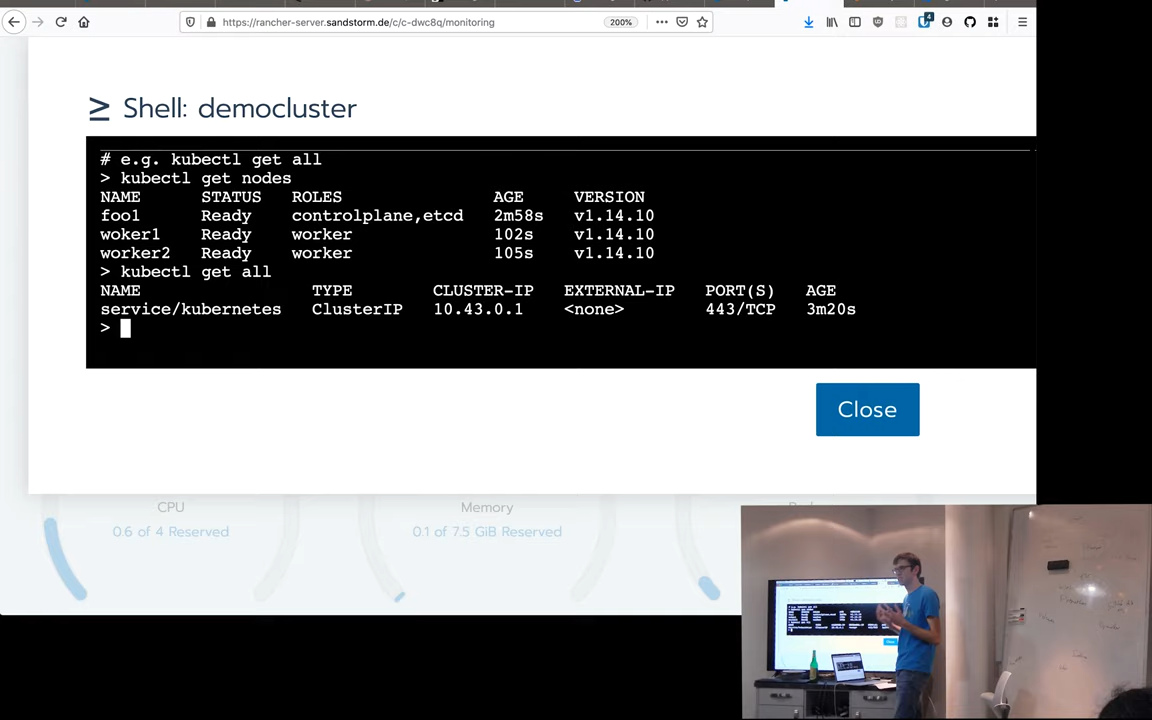 https://rancher-server.sandstorm.de/c/c-dwc8q/monitoring
200%
4
≥ Shell: democluster
# e.g. kubectl get all
> kubectl get nodes
NAME STATUS ROLES AGE VERSION
foo1 Ready controlplane,etcd 2m58s v1.14.10
woker1 Ready worker 102s v1.14.10
worker2 Ready worker 105s v1.14.10
> kubectl get all
NAME TYPE CLUSTER-IP EXTERNAL-IP PORT(S) AGE
service/kubernetes ClusterIP 10.43.0.1 <none> 443/TCP 3m20s
>
Close
CPU Memory
0.6 of 4 Reserved 0.1 of 7.5 GiB Reserved